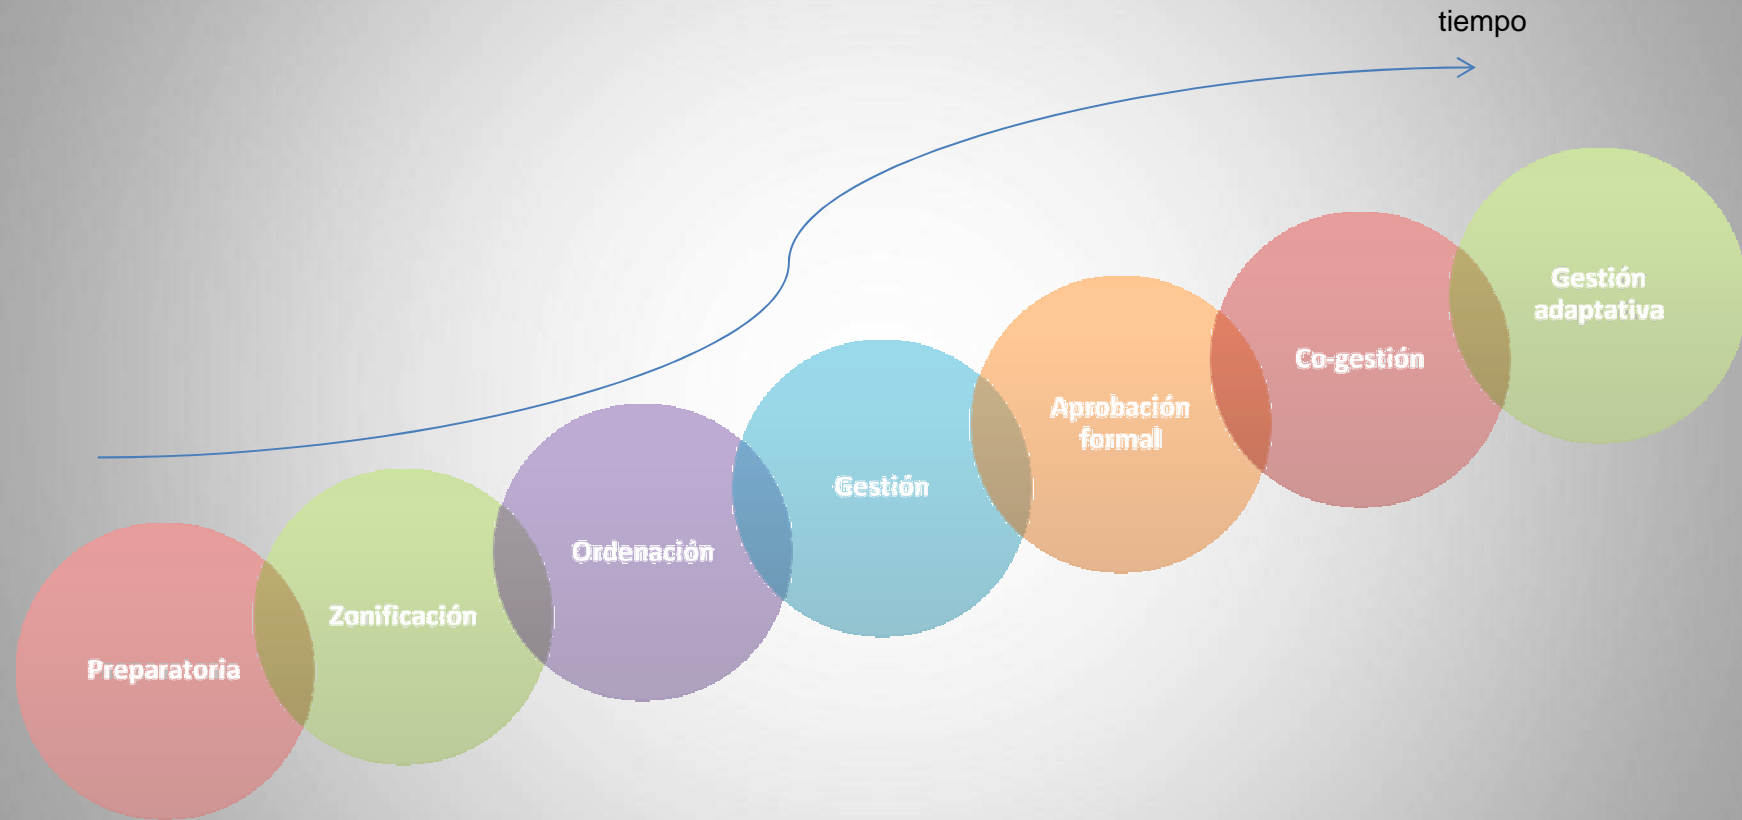 tiempo
Preparatoria
Zonificación
Ordenación
Gestión
Aprobación
formal
Co-gestión
Gestión
adaptativa